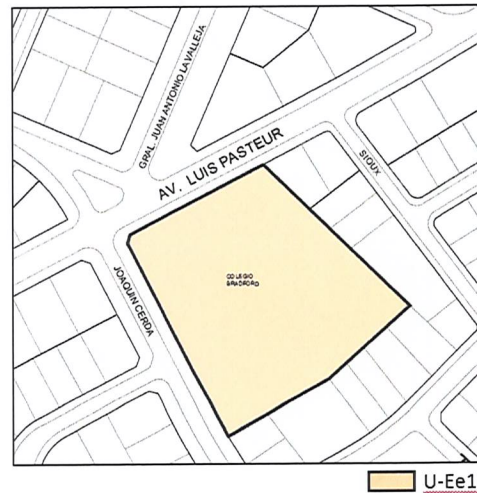 GRAL. JUAN ANTONIO LAVALLEJA
AV. LUIS PASTEUR
SIOUX
COLEGIO
BRADFORD
JOAQUIN CERDA
U-Ee1